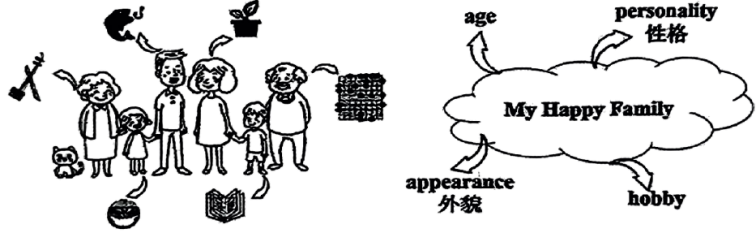 age
personality
性格
My Happy Family
appearance
外貌
hobby